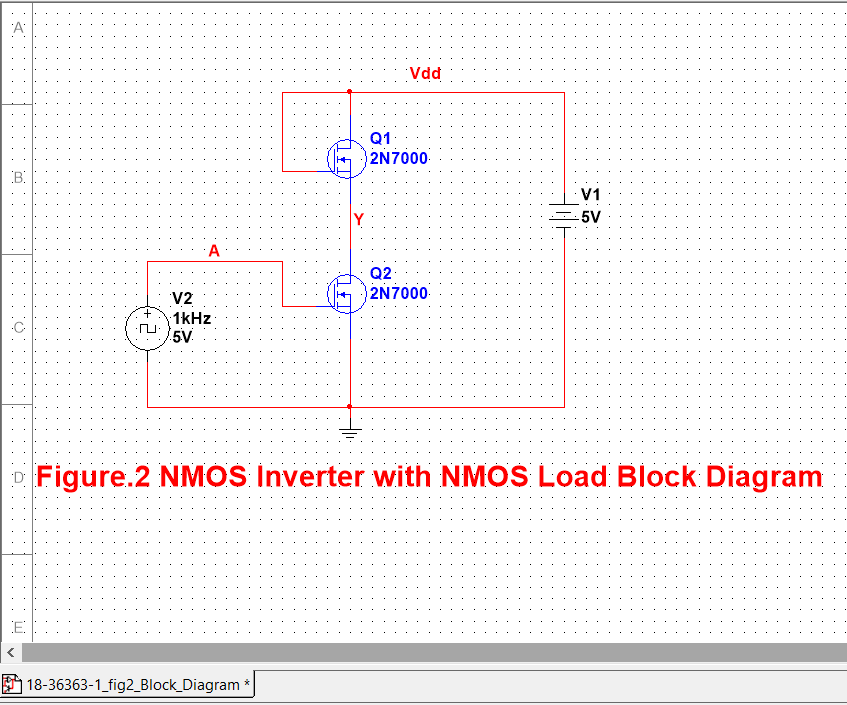 A
Vdd
Q1
2N7000
B
V1
5V
Y
A
Q2
2N7000
V2
1kHz
5V
C
D
Figure.2 NMOS Inverter with NMOS Load Block Diagram
E
18-36363-1_fig2_Block_Diagram *